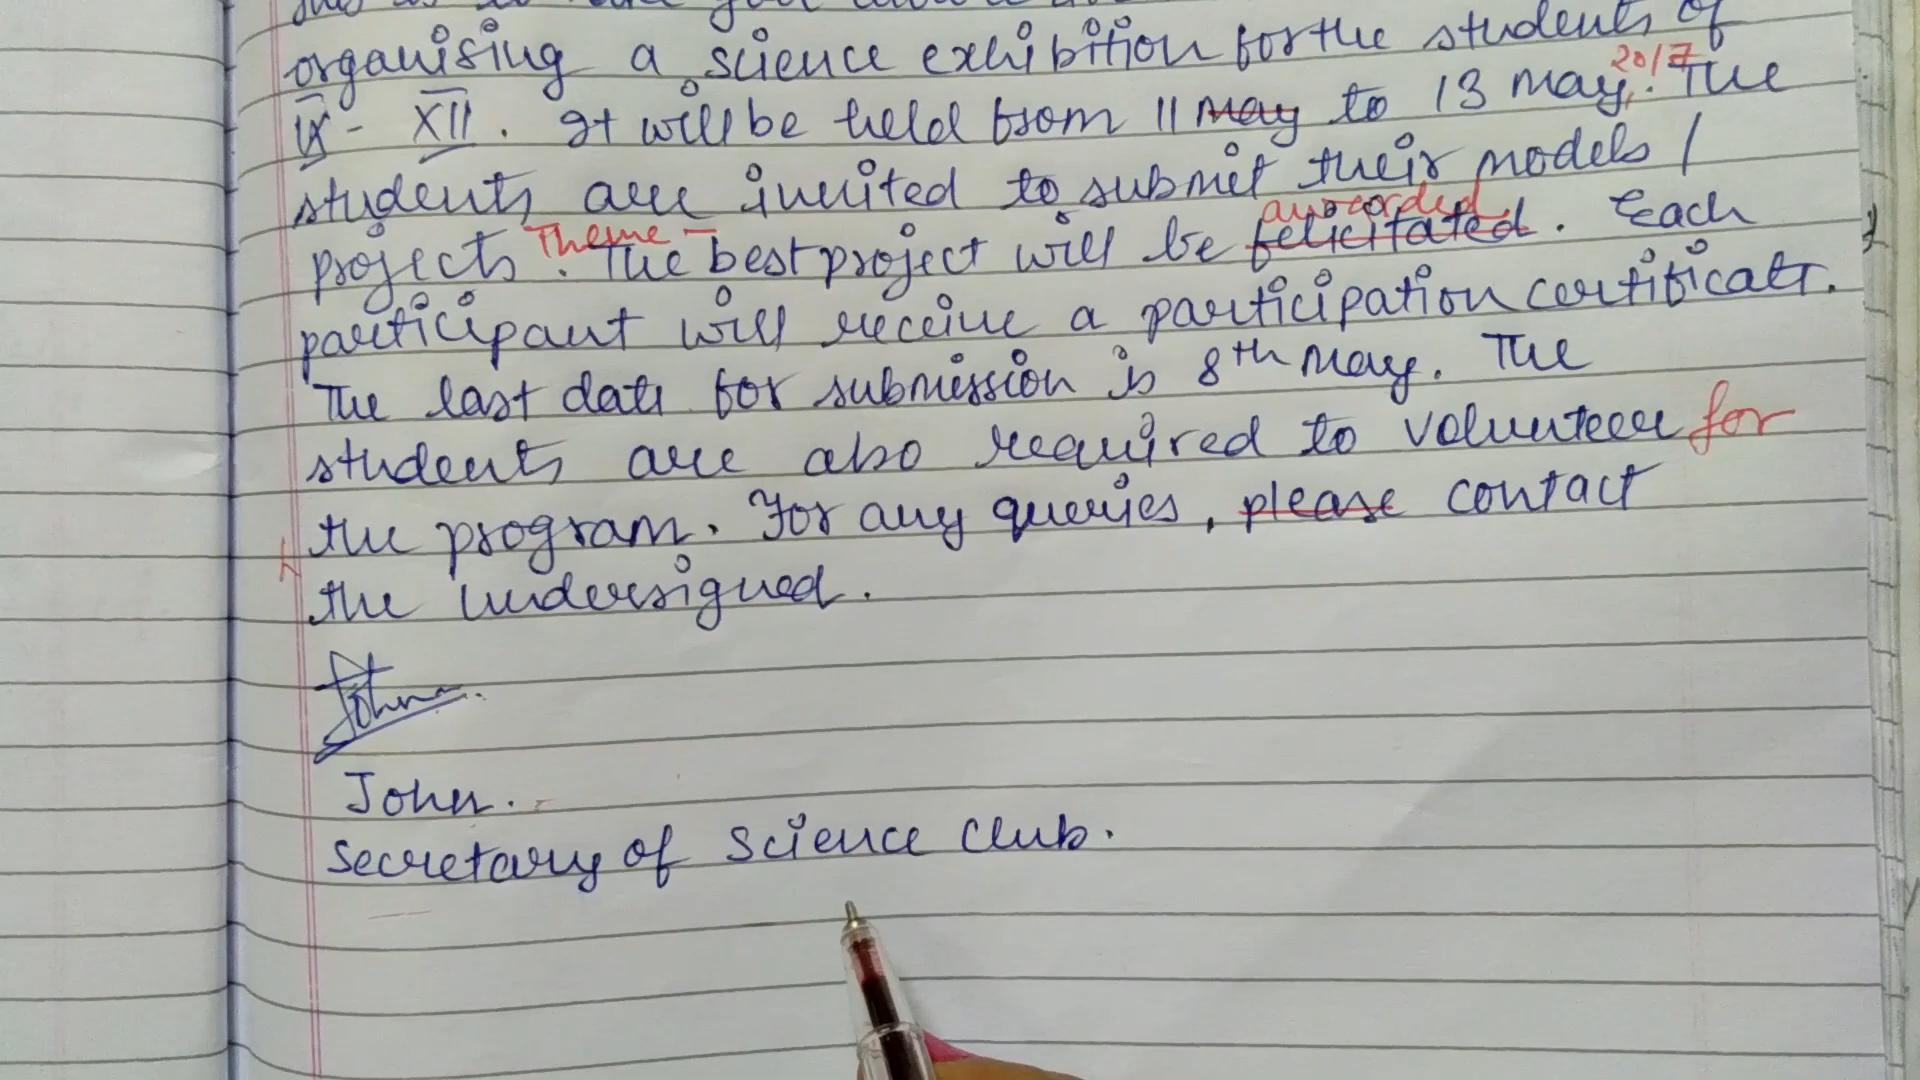 organising a science exhibition for the students of
IX - XII. It will be held from 11 May to 13 May, 2017. The
students are invited to submit their models /
projects. Theme - The best project will be felicitated awarded. Each
participant will receive a participation certificate.
The last date for submission is 8th May. The
students are also required to volunteer for
the program. For any queries, please contact
the undersigned.
John
John.
Secretary of Science Club.